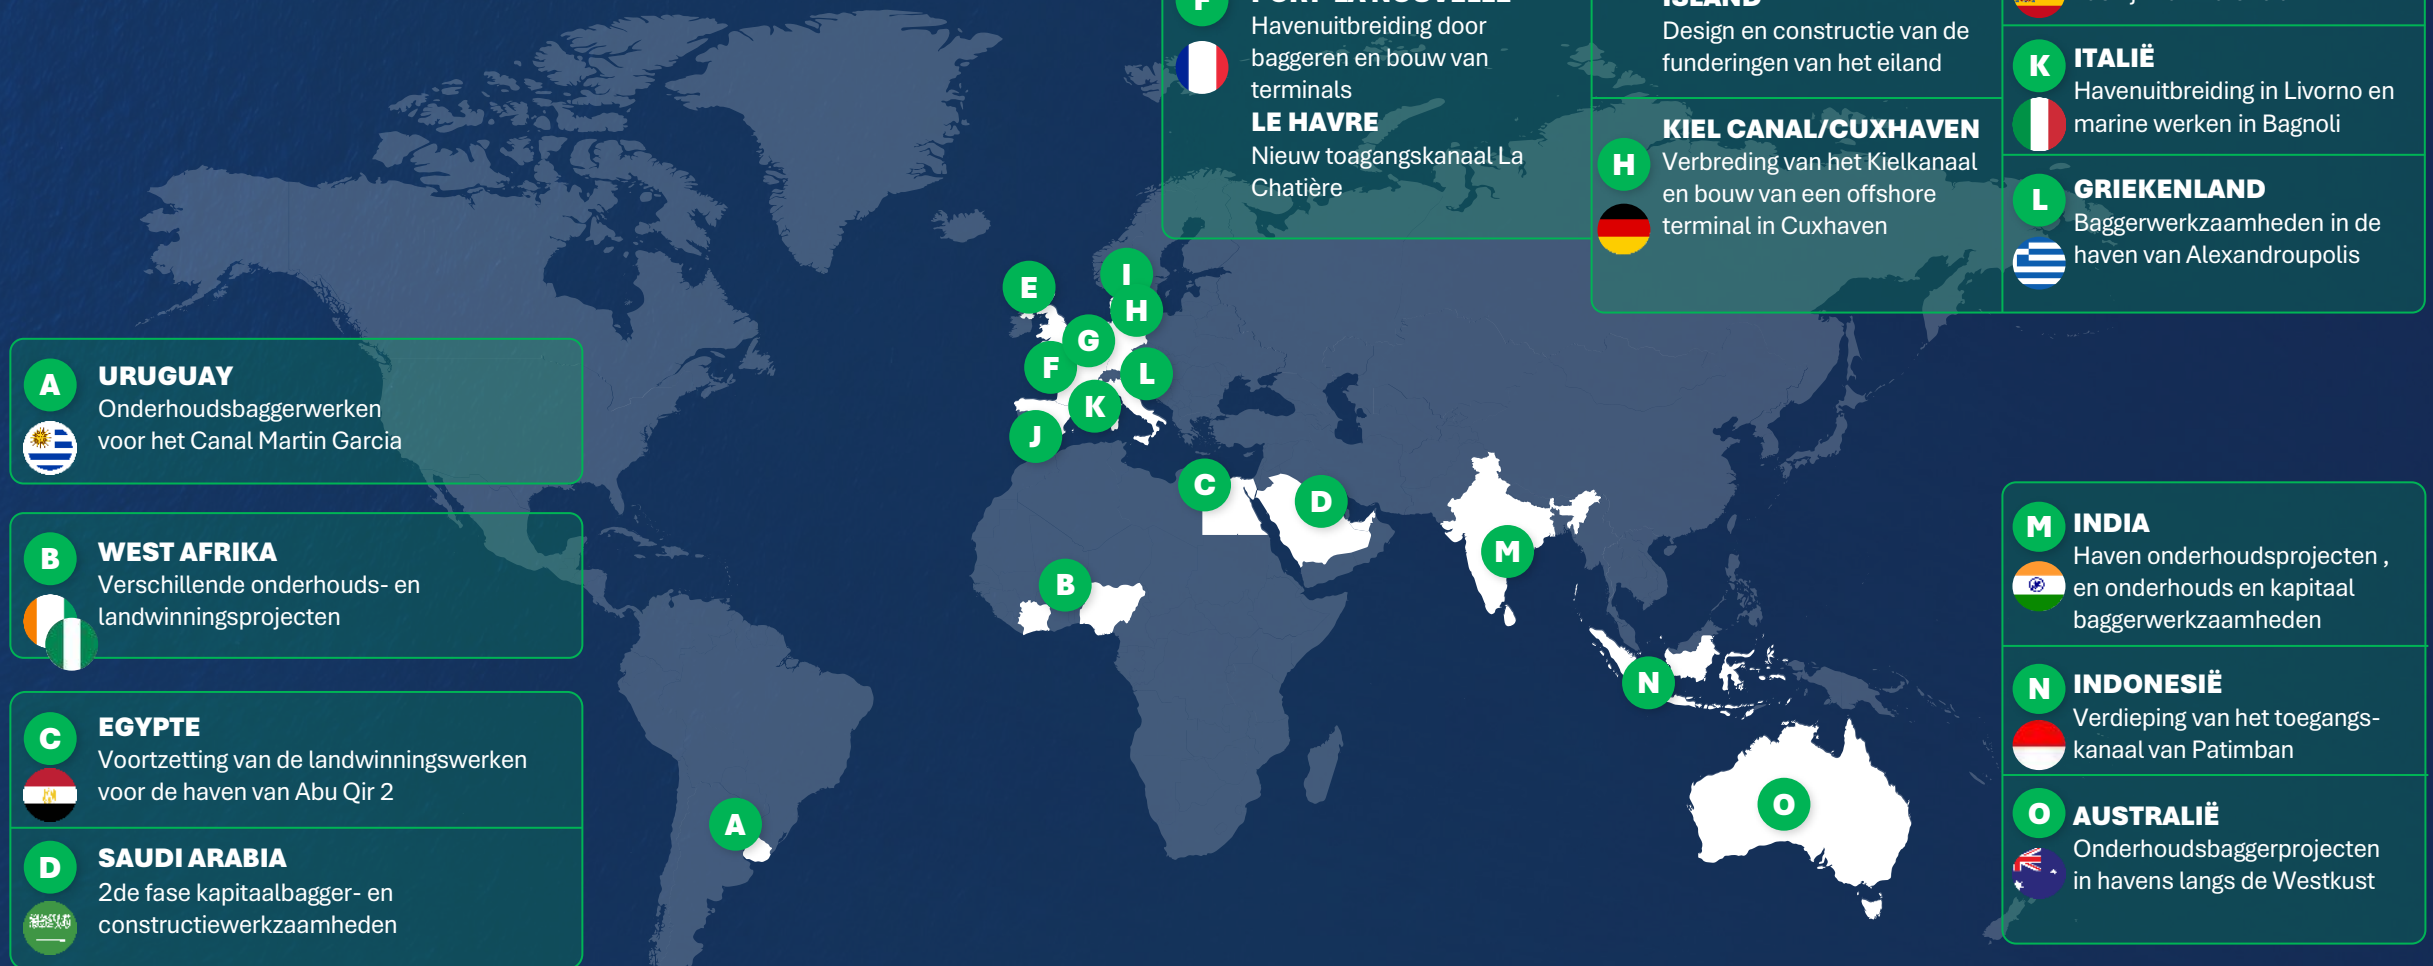 F
Havenuitbreiding door
baggeren en bouw van
terminals
LE HAVRE
Nieuw toagangskanaal La
Chatière
ISLAND
Design en constructie van de
funderingen van het eiland
H
KIEL CANAL/CUXHAVEN
Verbreding van het Kielkanaal
en bouw van een offshore
terminal in Cuxhaven
K
ITALIË
Havenuitbreiding in Livorno en
marine werken in Bagnoli
L
GRIEKENLAND
Baggerwerkzaamheden in de
haven van Alexandroupolis
A
URUGUAY
Onderhoudsbaggerwerken
voor het Canal Martin Garcia
B
WEST AFRIKA
Verschillende onderhouds- en
landwinningsprojecten
C
EGYPTE
Voortzetting van de landwinningswerken
voor de haven van Abu Qir 2
D
SAUDI ARABIA
2de fase kapitaalbagger- en
constructiewerkzaamheden
E
I
H
G
F
L
K
J
C
D
B
M
N
A
O
M
INDIA
Haven onderhoudsprojecten ,
en onderhouds en kapitaal
baggerwerkzaamheden
N
INDONESIË
Verdieping van het toegangs-
kanaal van Patimban
O
AUSTRALIË
Onderhoudsbaggerprojecten
in havens langs de Westkust